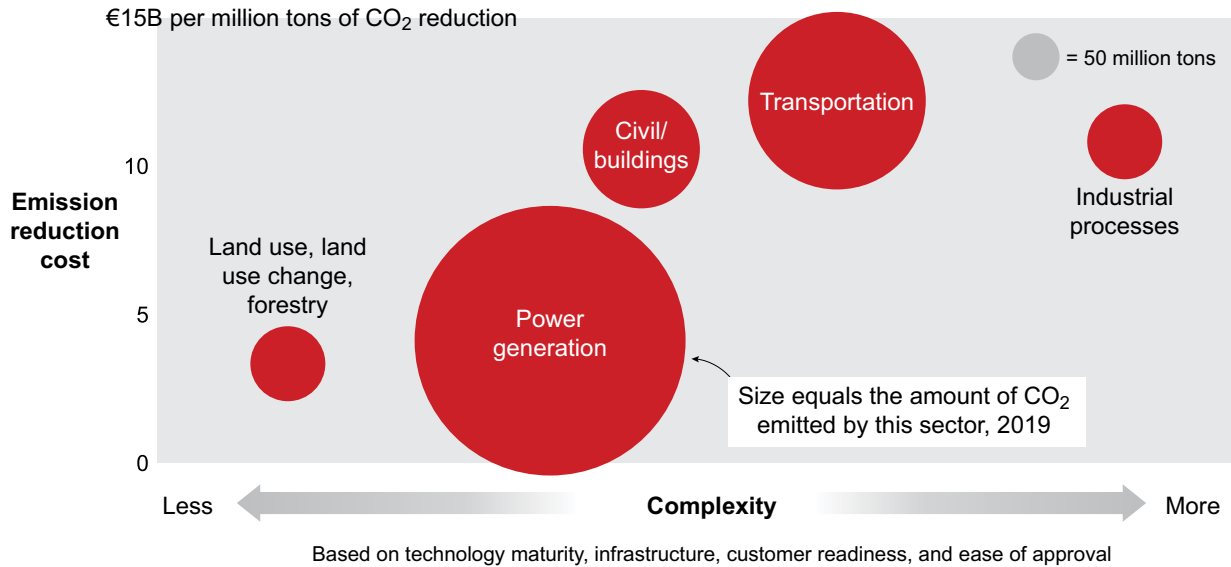 €15B per million tons of CO₂ reduction
= 50 million tons
Transportation
Civil/
buildings
10
Emission
reduction
cost
Industrial
processes
Land use, land
use change,
forestry
5
Power
generation
Size equals the amount of CO₂
emitted by this sector, 2019
0
Less
Complexity
More
Based on technology maturity, infrastructure, customer readiness, and ease of approval